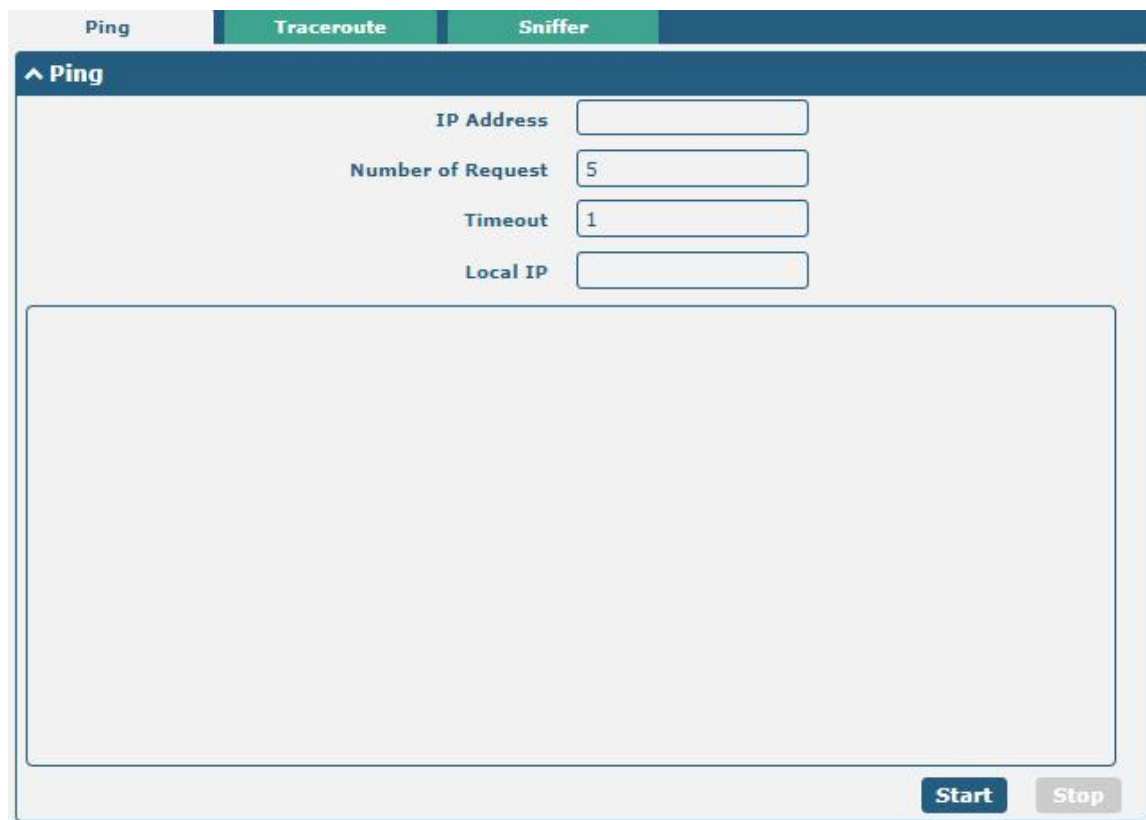 Ping Traceroute Sniffer
Ping
IP Address
Number of Request 5
Timeout 1
Local IP
Start Stop